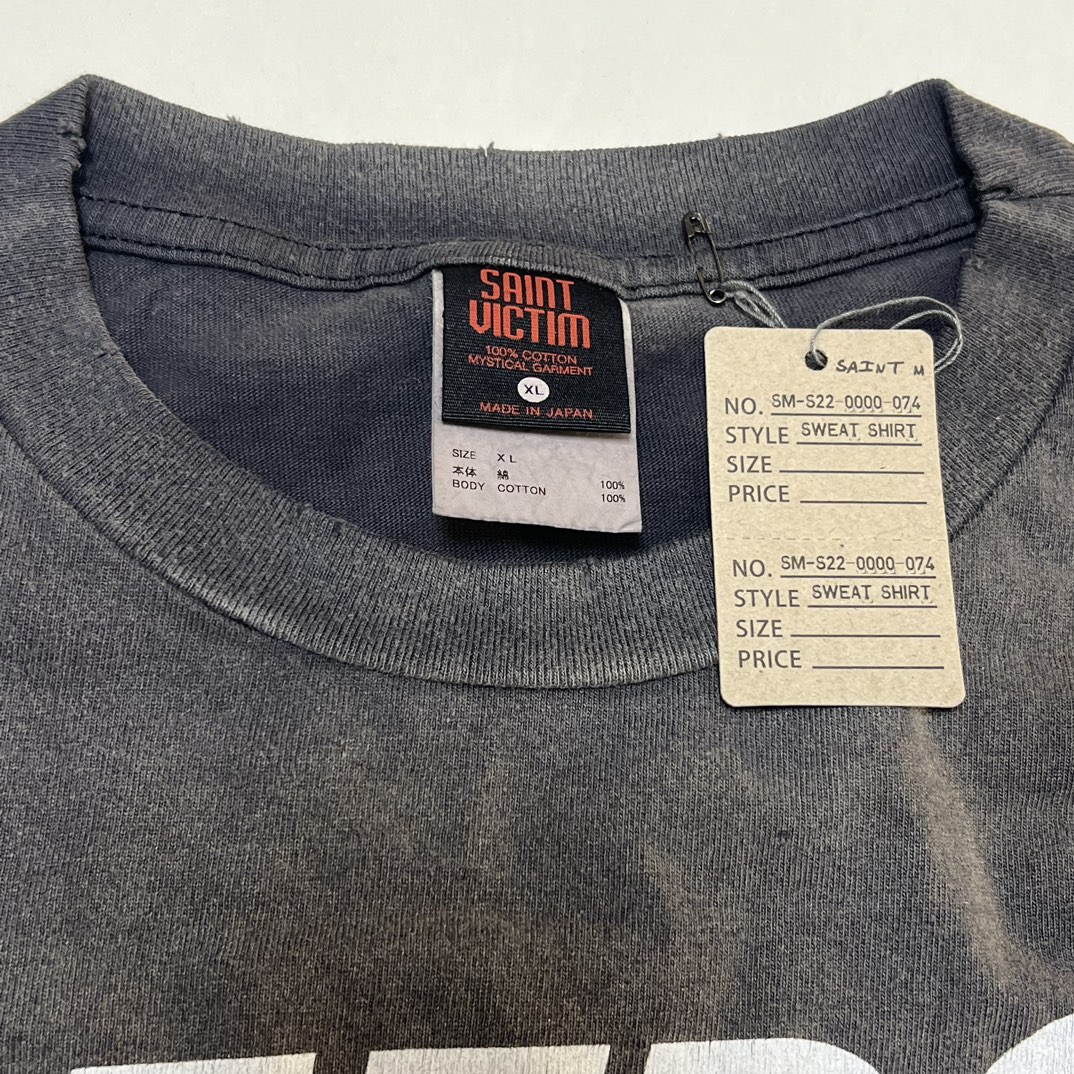 SAINT
VICTIM
100% COTTON
MYSTICAL GARMENT
XL
MADE IN JAPAN
SIZE XL
本体 綿 100%
BODY COTTON 100%
SAINT M
NO. SM-S22-0000-074
STYLE SWEAT SHIRT
SIZE
PRICE
NO. SM-S22-0000-074
STYLE SWEAT SHIRT
SIZE
PRICE